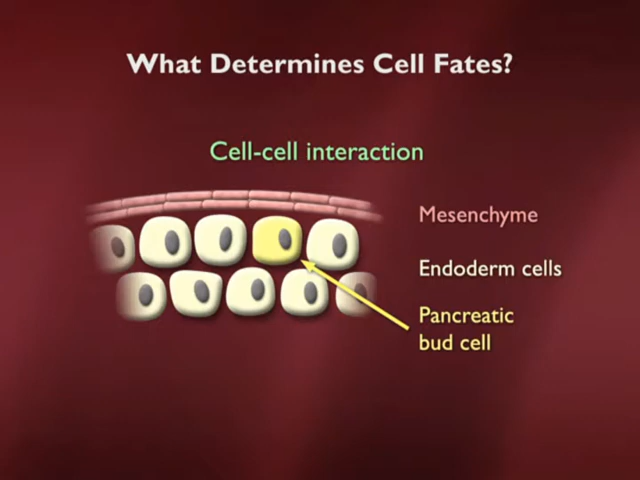 What Determines Cell Fates?
Cell-cell interaction
Mesenchyme
Endoderm cells
Pancreatic
bud cell